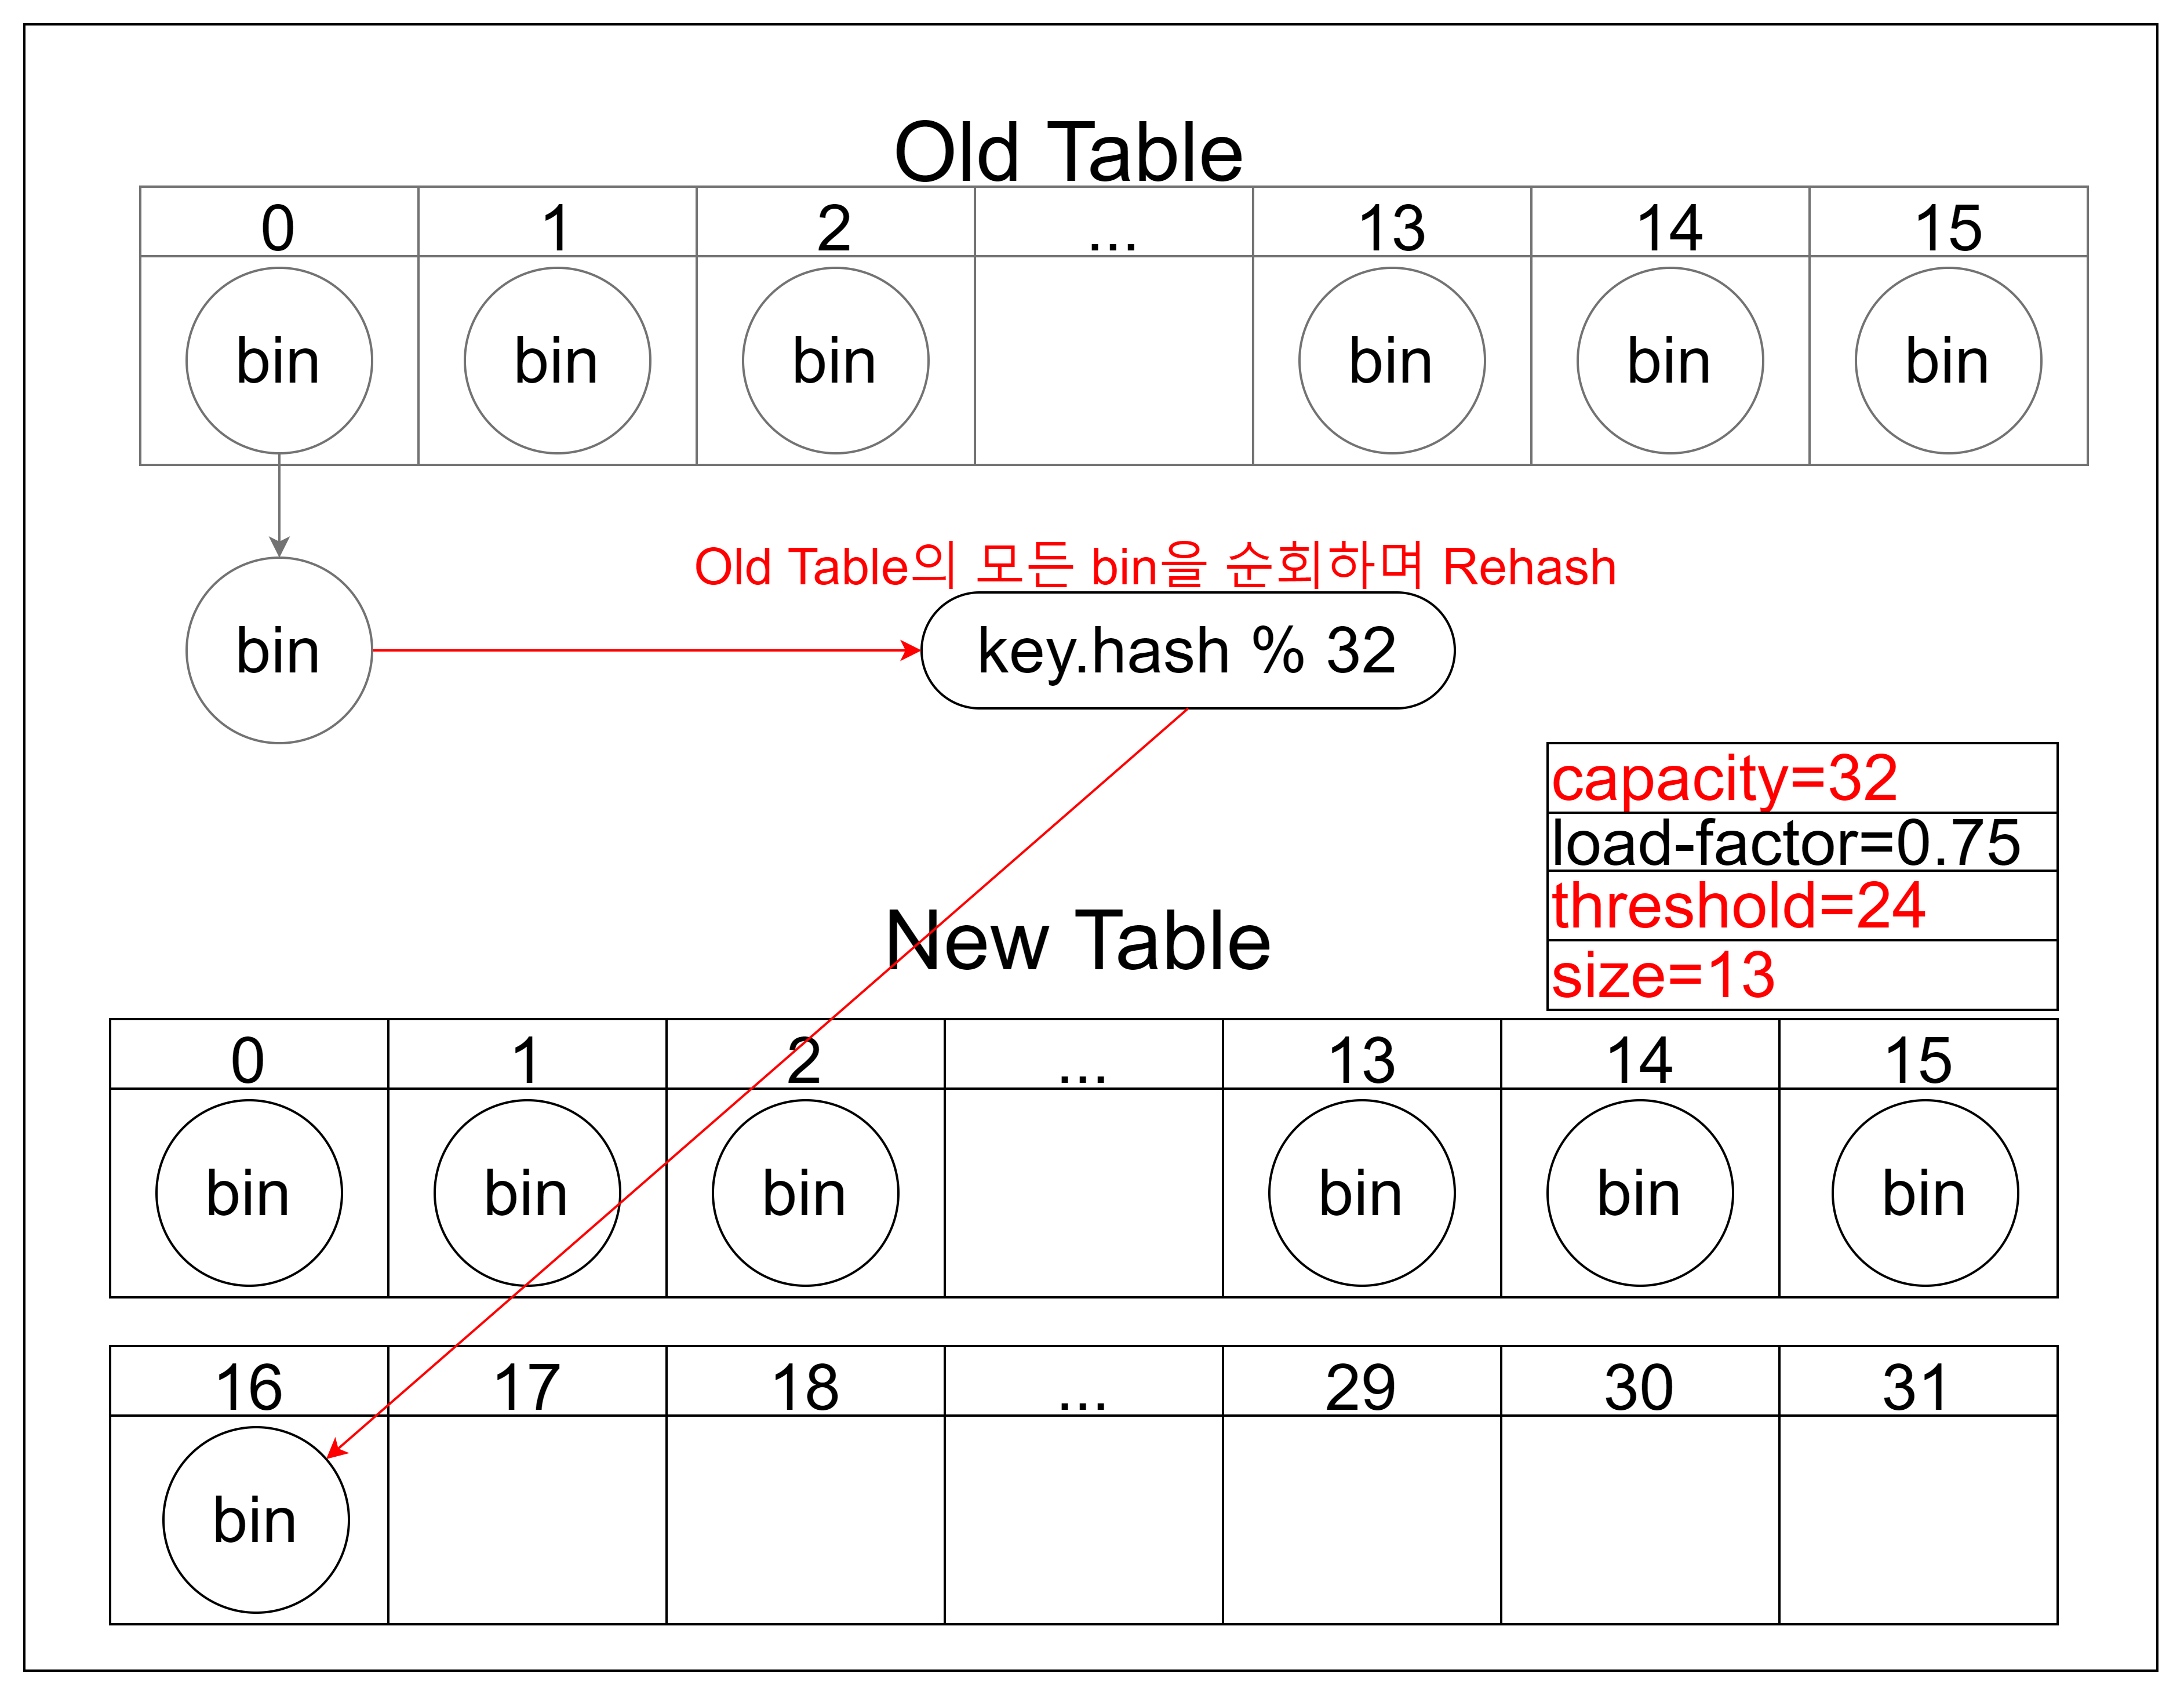 Old Table
0 1 2 ... 13 14 15
bin bin bin bin bin bin
Old Table의 모든 bin을 순회하며 Rehash
bin
key.hash % 32
capacity=32
load-factor=0.75
threshold=24
size=13
New Table
0 1 2 ... 13 14 15
bin bin bin bin bin bin
16 17 18 ... 29 30 31
bin